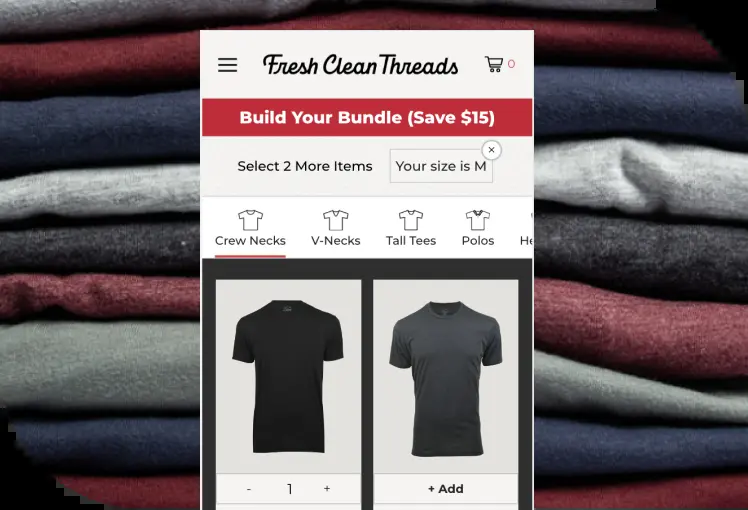 Fresh Clean Threads
0
Build Your Bundle (Save $15)
Select 2 More Items
Your size is M
×
Crew Necks
V-Necks
Tall Tees
Polos
He
- 1 +
+ Add